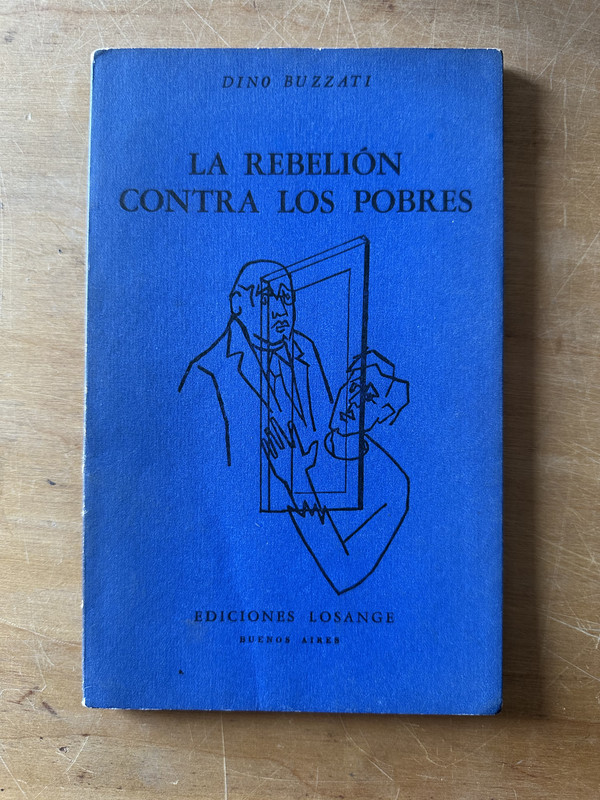 DINO BUZZATI
LA REBELIÓN
CONTRA LOS POBRES
EDICIONES LOSANGE
BUENOS AIRES